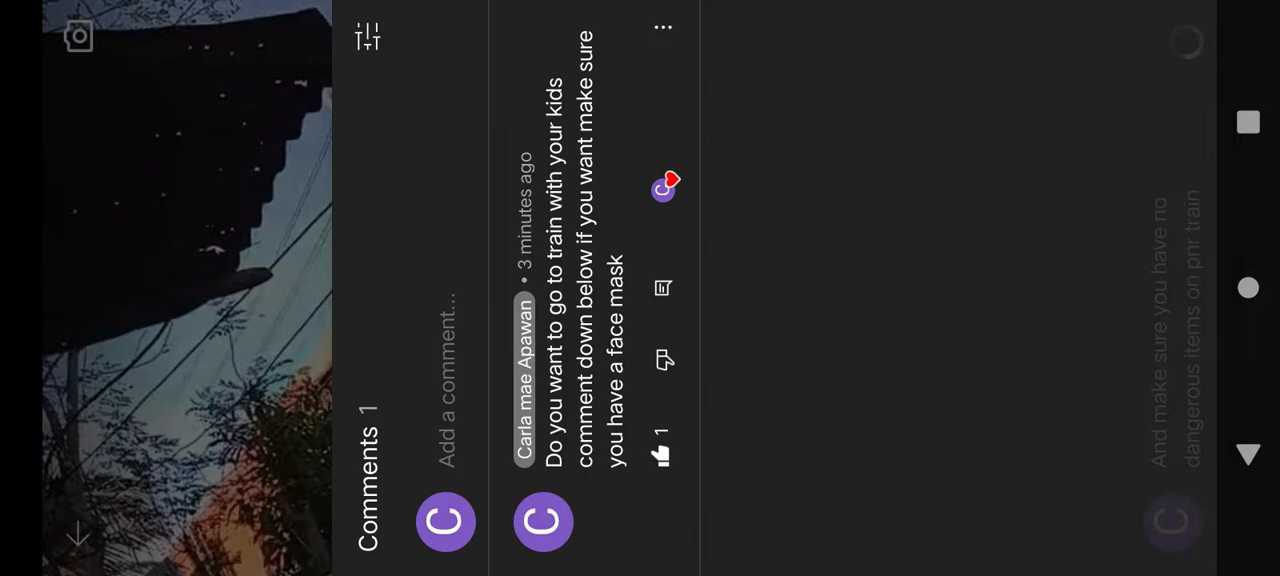 Comments 1
C
Add a comment...
C
Carla mae Apawan • 3 minutes ago
Do you want to go to train with your kids
comment down below if you want make sure
you have a face mask
1
C
C
And make sure you have no
dangerous items on pnr train